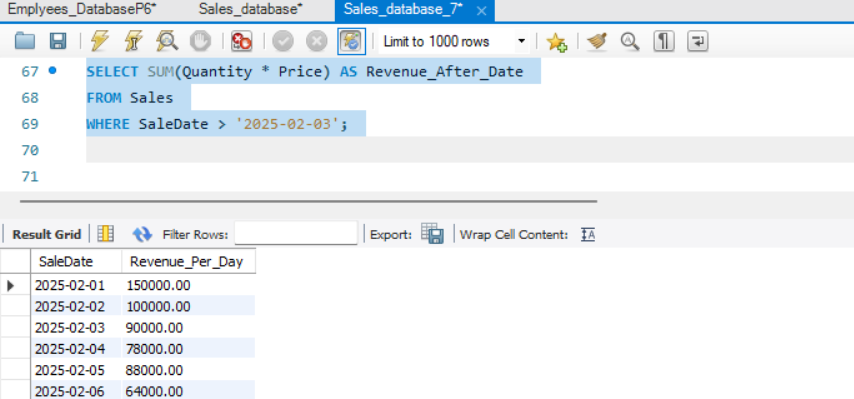 Emplyees_DatabaseP6* Sales_database* Sales_database_7* ×
Limit to 1000 rows
67 SELECT SUM(Quantity * Price) AS Revenue_After_Date
68 FROM Sales
69 WHERE SaleDate > '2025-02-03';
70
71
Result Grid Filter Rows: Export: Wrap Cell Content: IA
SaleDate Revenue_Per_Day
2025-02-01 150000.00
2025-02-02 100000.00
2025-02-03 90000.00
2025-02-04 78000.00
2025-02-05 88000.00
2025-02-06 64000.00